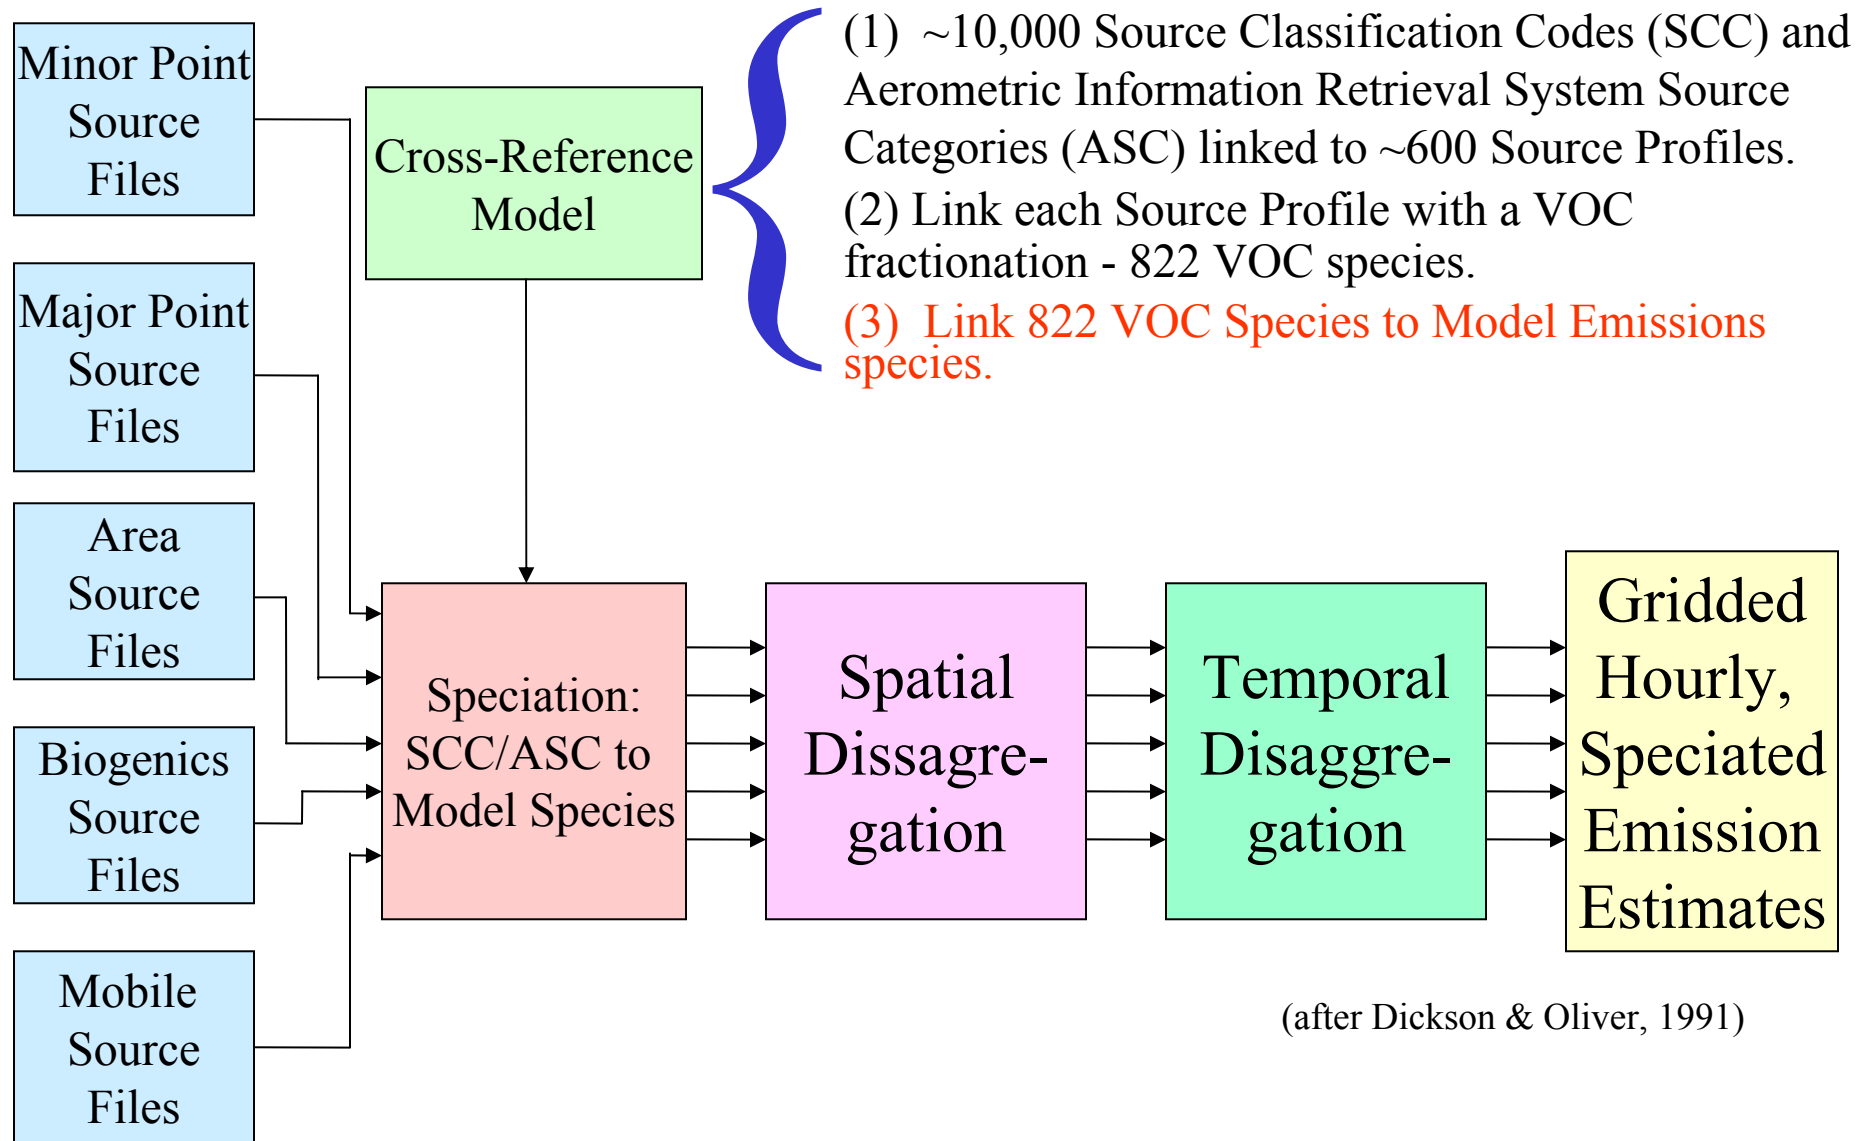 Minor Point
Source
Files
Major Point
Source
Files
Area
Source
Files
Biogenics
Source
Files
Mobile
Source
Files
Cross-Reference
Model
(1)  ~10,000 Source Classification Codes (SCC) and
Aerometric Information Retrieval System Source
Categories (ASC) linked to ~600 Source Profiles.
(2) Link each Source Profile with a VOC
fractionation - 822 VOC species.
(3)  Link 822 VOC Species to Model Emissions
species.
Speciation:
SCC/ASC to
Model Species
Spatial
Dissagre-
gation
Temporal
Disaggre-
gation
Gridded
Hourly,
Speciated
Emission
Estimates
(after Dickson & Oliver, 1991)